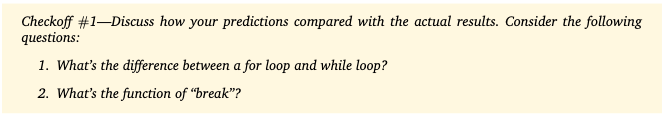 Checkoff #1—Discuss how your predictions compared with the actual results. Consider the following
questions:
1. What's the difference between a for loop and while loop?
2. What's the function of “break”?